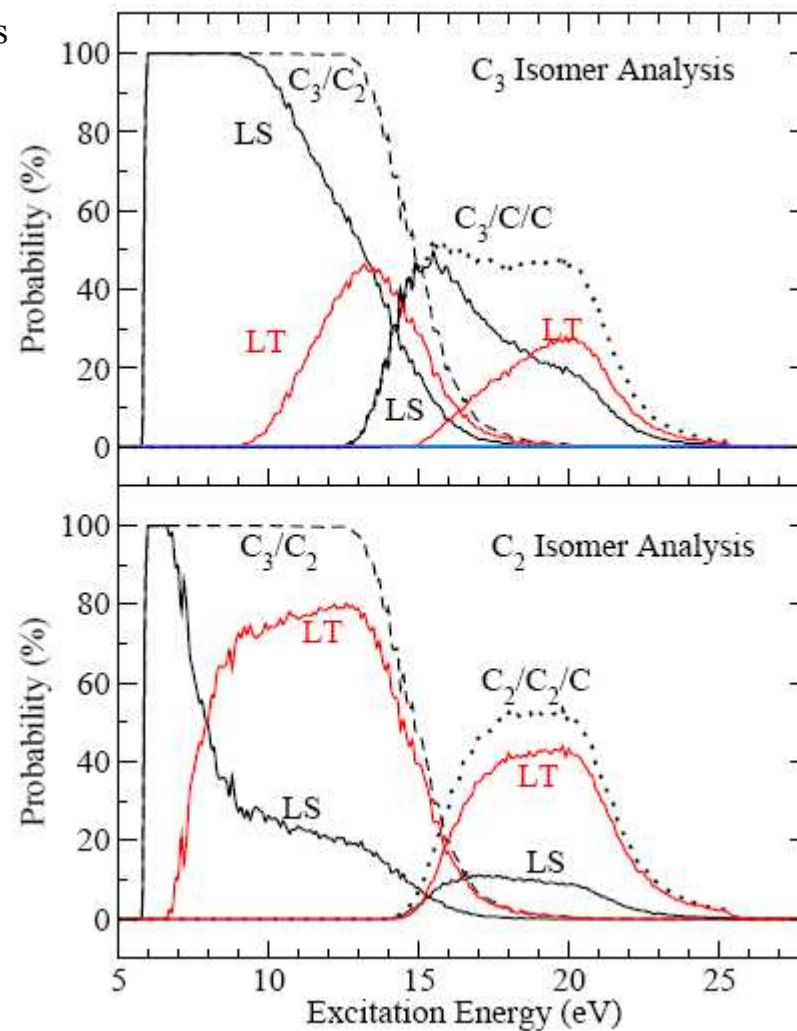 s
100
80
60
40
20
0
Probability (%)
C₃ Isomer Analysis
C₃/C₂
LS
C₃/C/C
LT
LT
LS
100
80
60
40
20
0
Probability (%)
C₂ Isomer Analysis
C₃/C₂
LT
C₂/C₂/C
LT
LS
LS
5 10 15 20 25
Excitation Energy (eV)